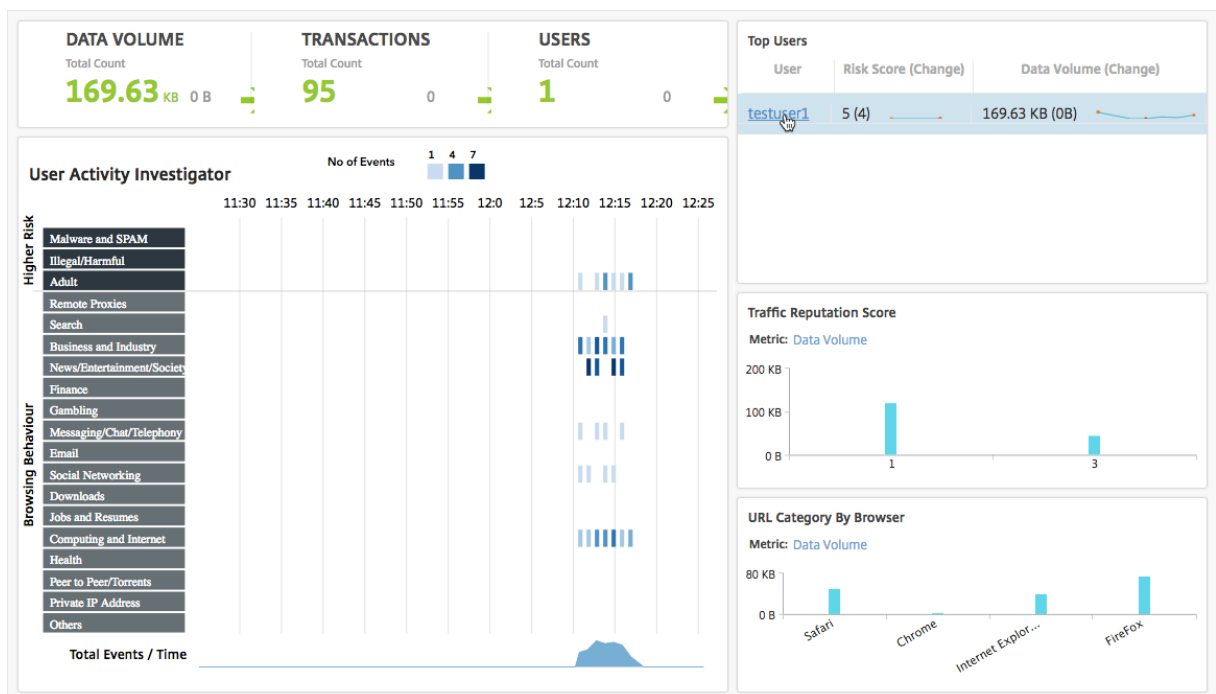 DATA VOLUME
Total Count
169.63 KB 0 B
TRANSACTIONS
Total Count
95 0
USERS
Total Count
1 0
User Activity Investigator
No of Events
1 4 7
11:30 11:35 11:40 11:45 11:50 11:55 12:0 12:5 12:10 12:15 12:20 12:25
Higher Risk
Malware and SPAM
Illegal/Harmful
Adult
Browsing Behaviour
Remote Proxies
Search
Business and Industry
News/Entertainment/Society
Finance
Gambling
Messaging/Chat/Telephony
Email
Social Networking
Downloads
Jobs and Resumes
Computing and Internet
Health
Peer to Peer/Torrents
Private IP Address
Others
Total Events / Time
Top Users
User Risk Score (Change) Data Volume (Change)
testuser1 5 (4) 169.63 KB (0B)
Traffic Reputation Score
Metric: Data Volume
200 KB
100 KB
0 B
1 3
URL Category By Browser
Metric: Data Volume
80 KB
0 B
Safari Chrome Internet Explor... FireFox